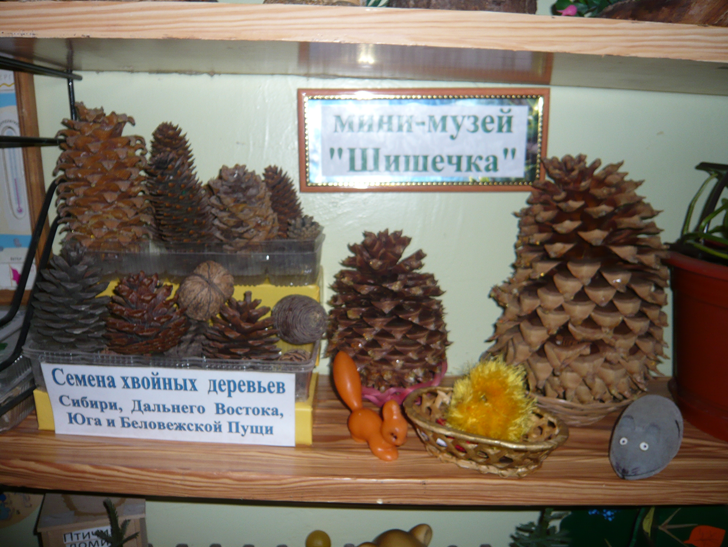 мини-музей
"Шишечка"
Семена хвойных деревьев
Сибири, Дальнего Востока,
Юга и Беловежской Пущи